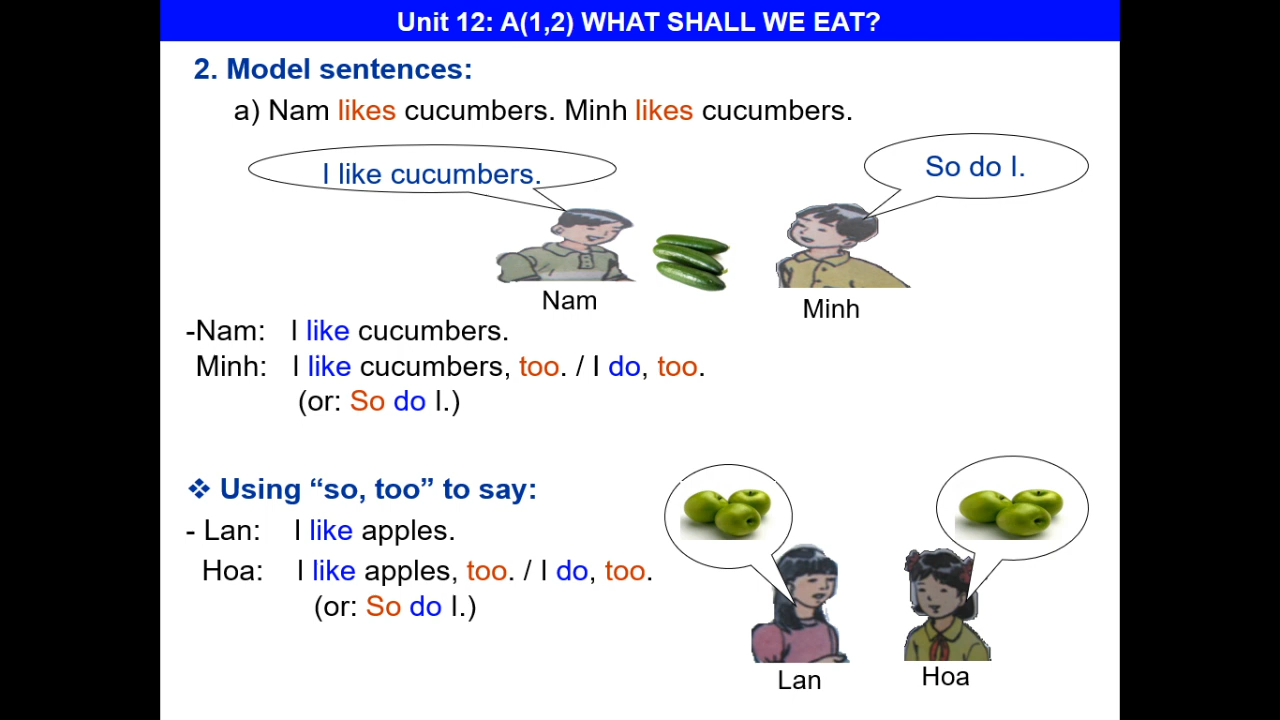 Unit 12: A(1,2) WHAT SHALL WE EAT?
2. Model sentences:
a) Nam likes cucumbers. Minh likes cucumbers.
I like cucumbers.
So do I.
Nam
Minh
-Nam: I like cucumbers.
Minh: I like cucumbers, too. / I do, too.
(or: So do I.)
❖ Using “so, too” to say:
- Lan: I like apples.
Hoa: I like apples, too. / I do, too.
(or: So do I.)
Lan
Hoa